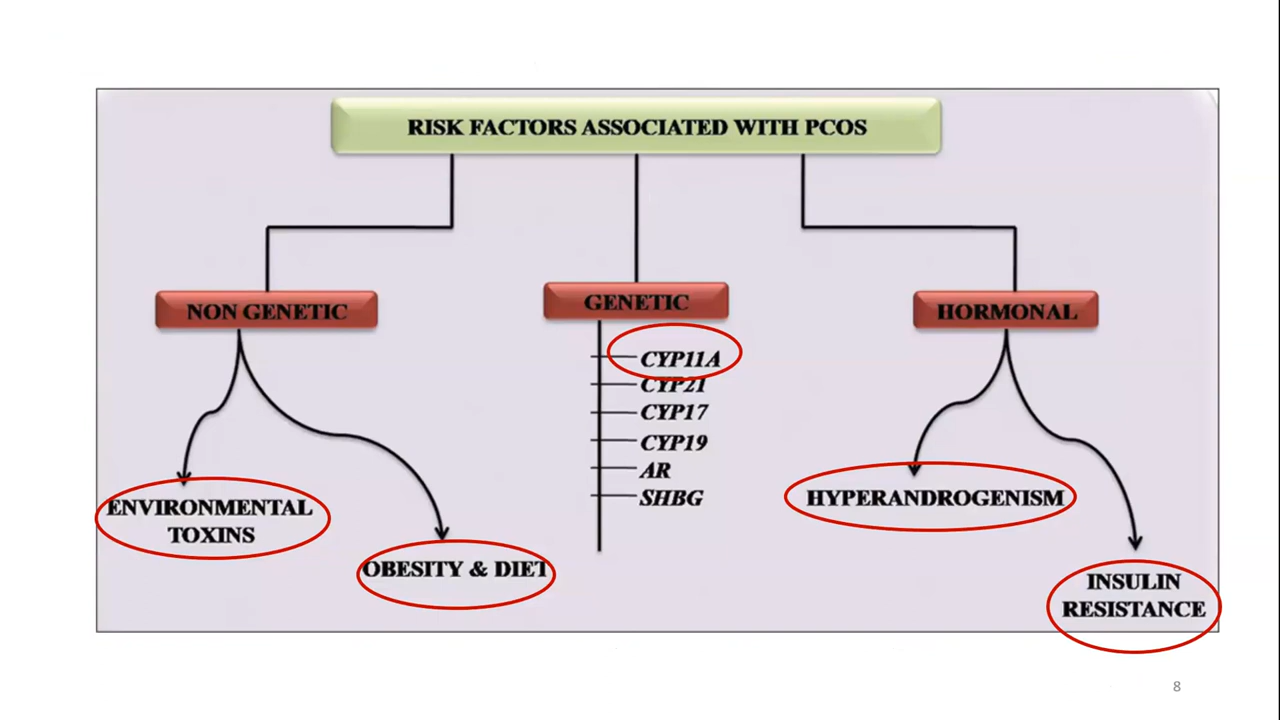 RISK FACTORS ASSOCIATED WITH PCOS
NON GENETIC
ENVIRONMENTAL
TOXINS
OBESITY & DIET
GENETIC
CYP11A
CYP21
CYP17
CYP19
AR
SHBG
HORMONAL
HYPERANDROGENISM
INSULIN
RESISTANCE
8